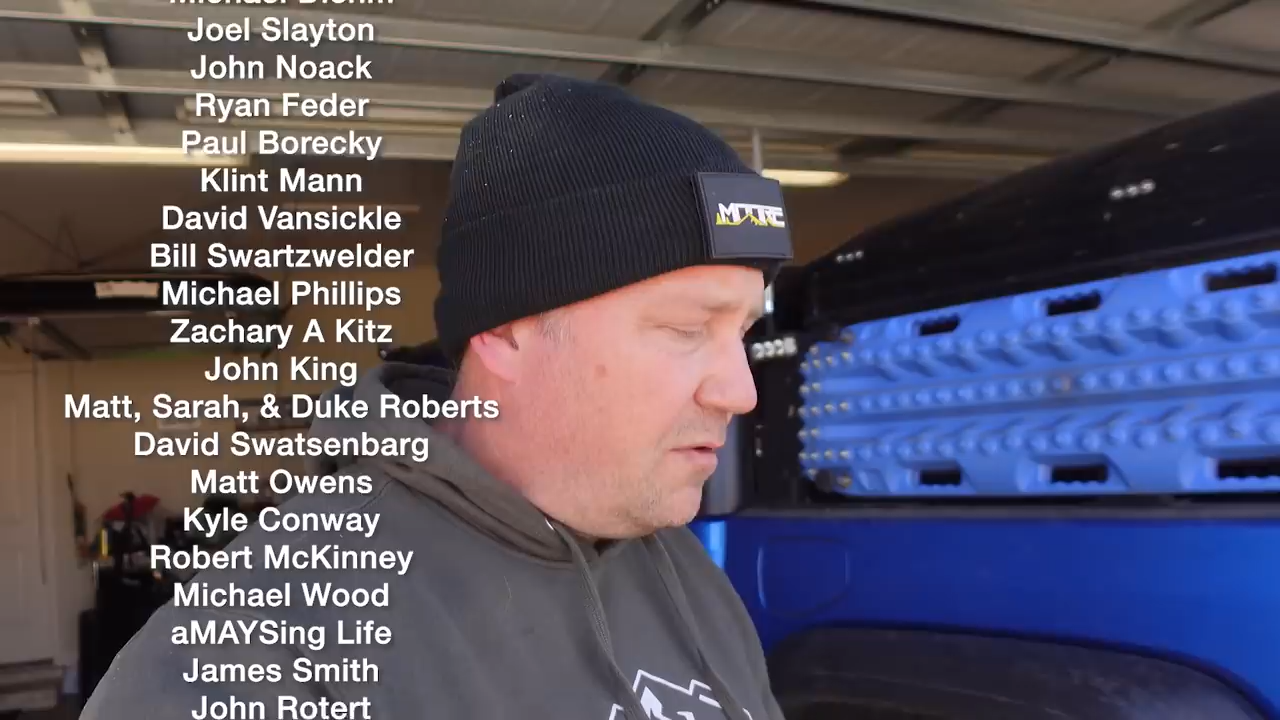 Joel Slayton
John Noack
Ryan Feder
Paul Borecky
Klint Mann
David Vansickle
Bill Swartzwelder
Michael Phillips
Zachary A Kitz
John King
Matt, Sarah, & Duke Roberts
David Swatsenbarg
Matt Owens
Kyle Conway
Robert McKinney
Michael Wood
aMAYSing Life
James Smith
John Rotert
MTRC